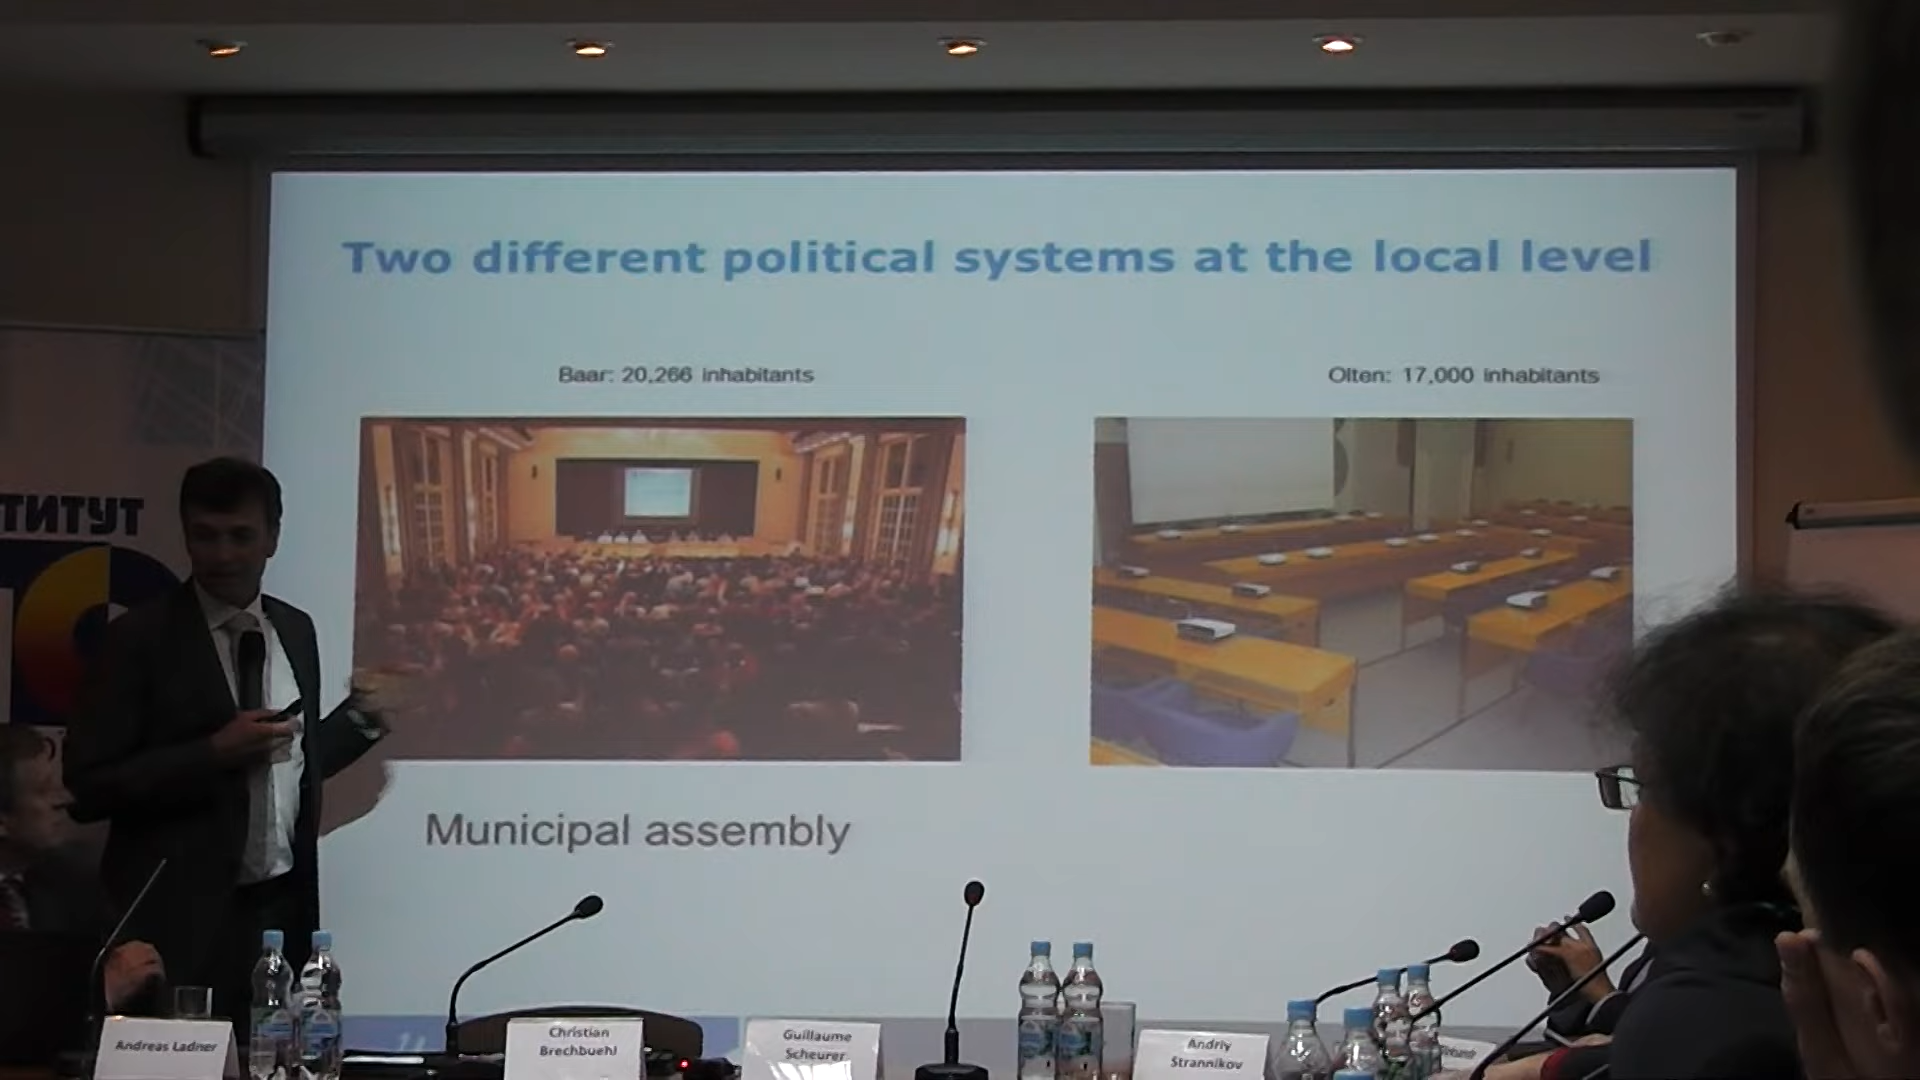 Two different political systems at the local level
Baar: 20,266 inhabitants
Olten: 17,000 inhabitants
Municipal assembly
ТИТУТ
Andreas Ladner
Christian
Brechbuehl
Guillaume
Scheurer
Andriy
Strannikov